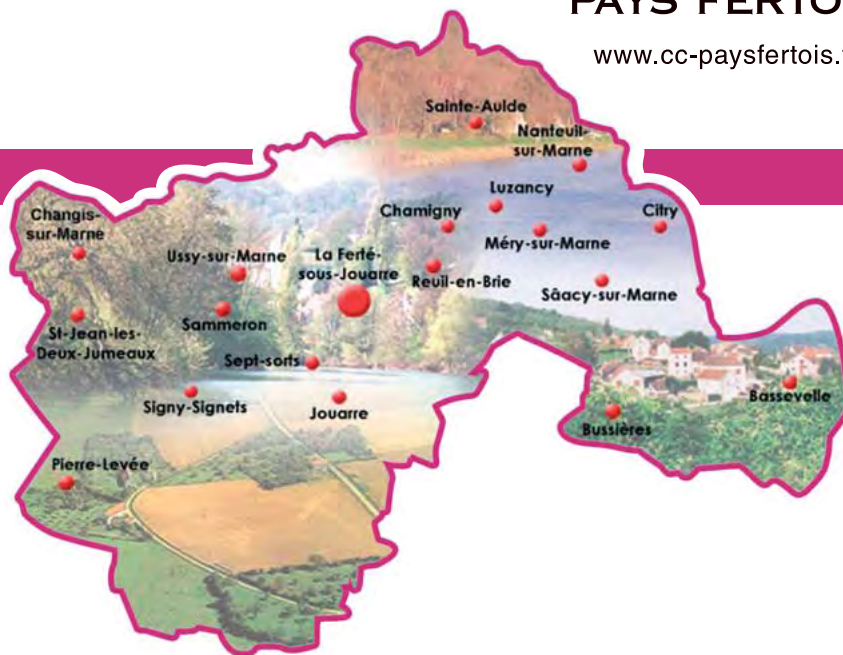 PAYS FERTO
www.cc-paysfertois.
Sainte-Aulde
Nanteuil-
sur-Marne
Luzancy
Chamigny
Citry
Changis-
sur-Marne
Méry-sur-Marne
Ussy-sur-Marne
La Ferté-
sous-Jouarre
Reuil-en-Brie
Sâacy-sur-Marne
Sammeron
St-Jean-les-
Deux-Jumeaux
Sept-sorts
Bassevelle
Signy-Signets
Jouarre
Bussières
Pierre-Levée